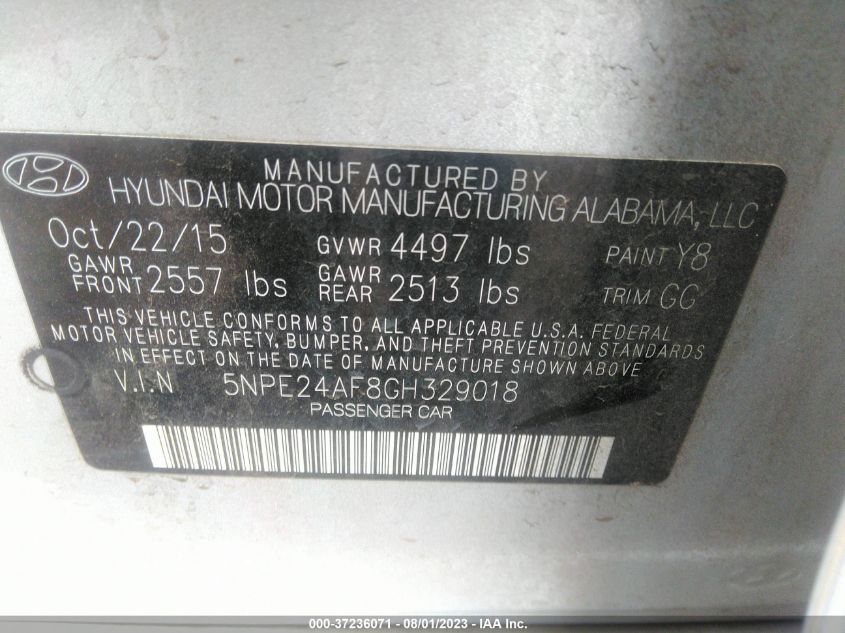 MANUFACTURED BY
HYUNDAI MOTOR MANUFACTURING ALABAMA, LLC
Oct/22/15 GVWR 4497 lbs PAINT Y8
GAWR FRONT 2557 lbs GAWR REAR 2513 lbs TRIM GG
THIS VEHICLE CONFORMS TO ALL APPLICABLE U.S.A. FEDERAL
MOTOR VEHICLE SAFETY, BUMPER, AND THEFT PREVENTION STANDARDS
IN EFFECT ON THE DATE OF MANUFACTURE SHOWN ABOVE
V.I.N 5NPE24AF8GH329018
PASSENGER CAR
000-37236071 - 08/01/2023 - IAA Inc.